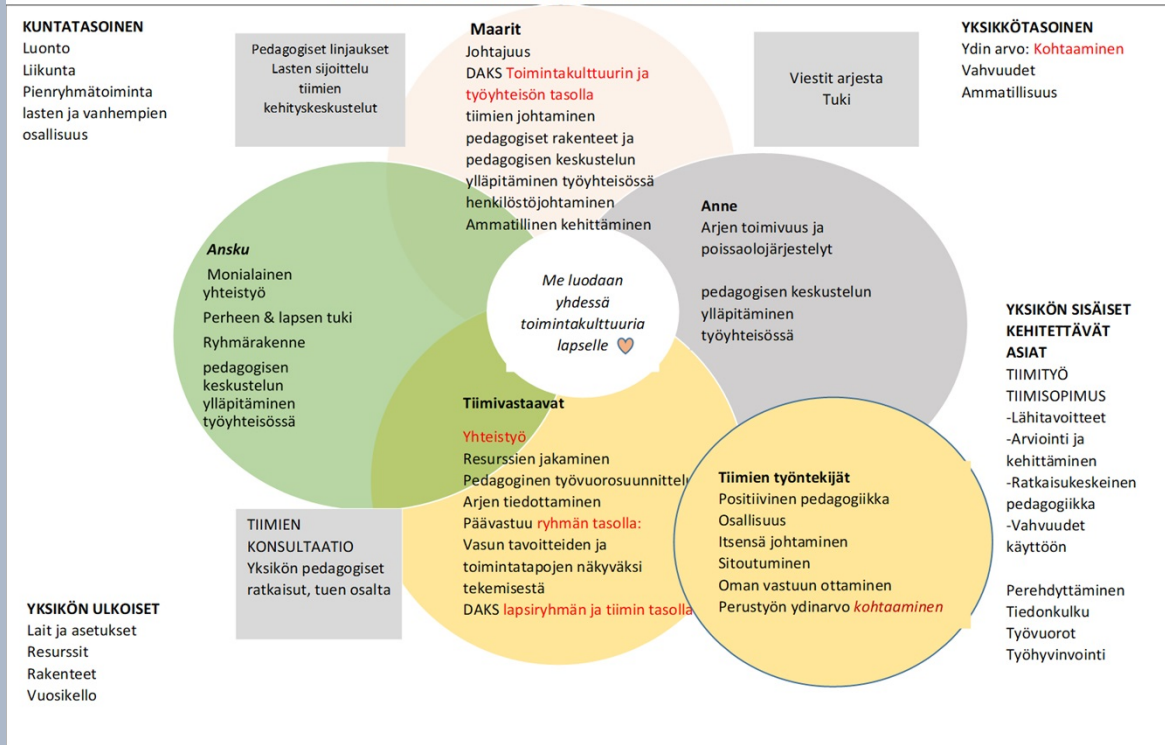 KUNTATASOINEN
Luonto
Liikunta
Pienryhmätoiminta
lasten ja vanhempien
osallisuus
Pedagogiset linjaukset
Lasten sijoittelu
tiimien
kehityskeskustelut
Maarit
Johtajuus
DAKS Toimintakulttuurin ja
työyhteisön tasolla
tiimien johtaminen
pedagogiset rakenteet ja
pedagogisen keskustelun
ylläpitäminen työyhteisössä
henkilöstöjohtaminen
Ammatillinen kehittäminen
Viestit arjesta
Tuki
YKSIKKÖTASOINEN
Ydin arvo: Kohtaaminen
Vahvuudet
Ammatillisuus
Ansku
Monialainen
yhteistyö
Perheen & lapsen tuki
Ryhmärakenne
pedagogisen
keskustelun
ylläpitäminen
työyhteisössä
Me luodaan
yhdessä
toimintakulttuuria
lapselle
Anne
Arjen toimivuus ja
poissaolojärjestelyt
pedagogisen keskustelun
ylläpitäminen
työyhteisössä
YKSIKÖN SISÄISET
KEHITETTÄVÄT
ASIAT
TIIMITYÖ
TIIMISOPIMUS
-Lähitavoitteet
-Arviointi ja
kehittäminen
-Ratkaisukeskeinen
pedagogiikka
-Vahvuudet
käyttöön
Perehdyttäminen
Tiedonkulku
Työvuorot
Työhyvinvointi
Tiimivastaavat
Yhteistyö
Resurssien jakaminen
Pedagoginen työvuorosuunnittelu
Arjen tiedottaminen
Päävastuu ryhmän tasolla:
Vasun tavoitteiden ja
toimintatapojen näkyväksi
tekemisestä
DAKS lapsiryhmän ja tiimin tasolla
Tiimien työntekijät
Positiivinen pedagogiikka
Osallisuus
Itsensä johtaminen
Sitoutuminen
Oman vastuun ottaminen
Perustyön ydinarvo kohtaaminen
TIIMIEN
KONSULTAATIO
Yksikön pedagogiset
ratkaisut, tuen osalta
YKSIKÖN ULKOISET
Lait ja asetukset
Resurssit
Rakenteet
Vuosikello